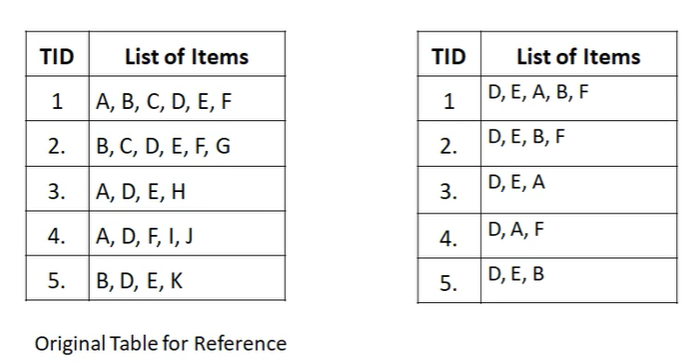 TID List of Items
1 A, B, C, D, E, F
2. B, C, D, E, F, G
3. A, D, E, H
4. A, D, F, I, J
5. B, D, E, K
Original Table for Reference
TID List of Items
1 D, E, A, B, F
2. D, E, B, F
3. D, E, A
4. D, A, F
5. D, E, B